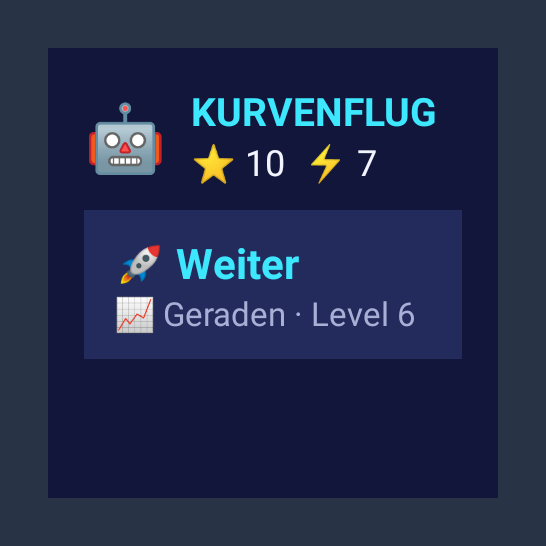 KURVENFLUG
⭐ 10 ⚡ 7
🚀 Weiter
📈 Geraden · Level 6